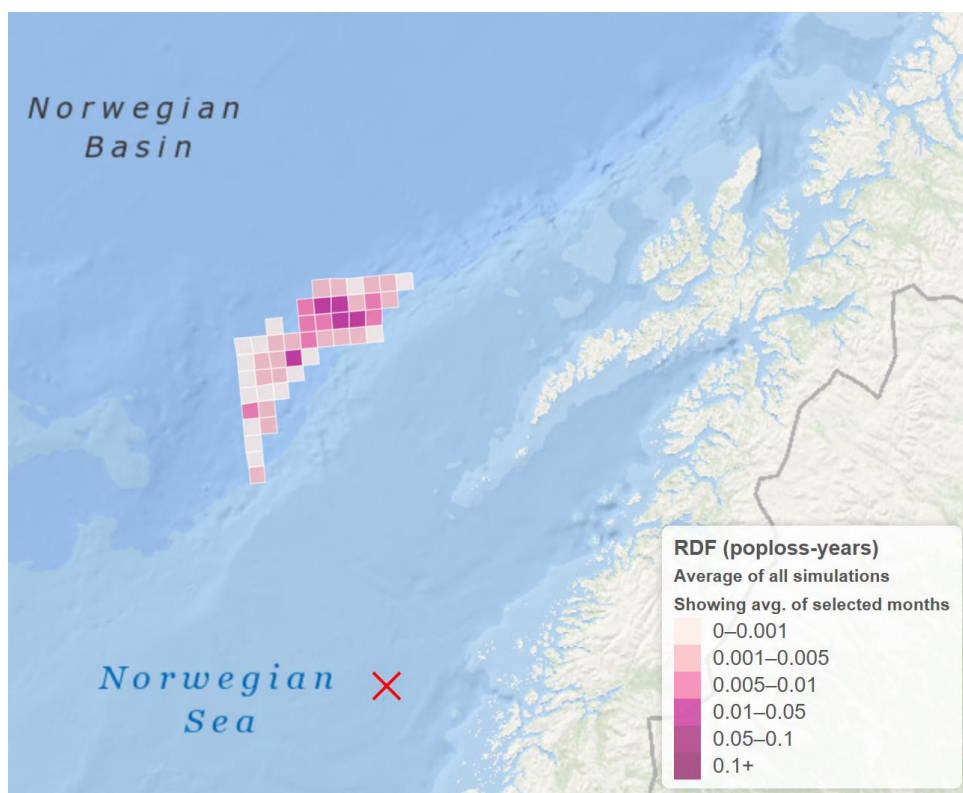 Norwegian
Basin
Norwegian
Sea
RDF (poploss-years)
Average of all simulations
Showing avg. of selected months
0–0.001
0.001–0.005
0.005–0.01
0.01–0.05
0.05–0.1
0.1+